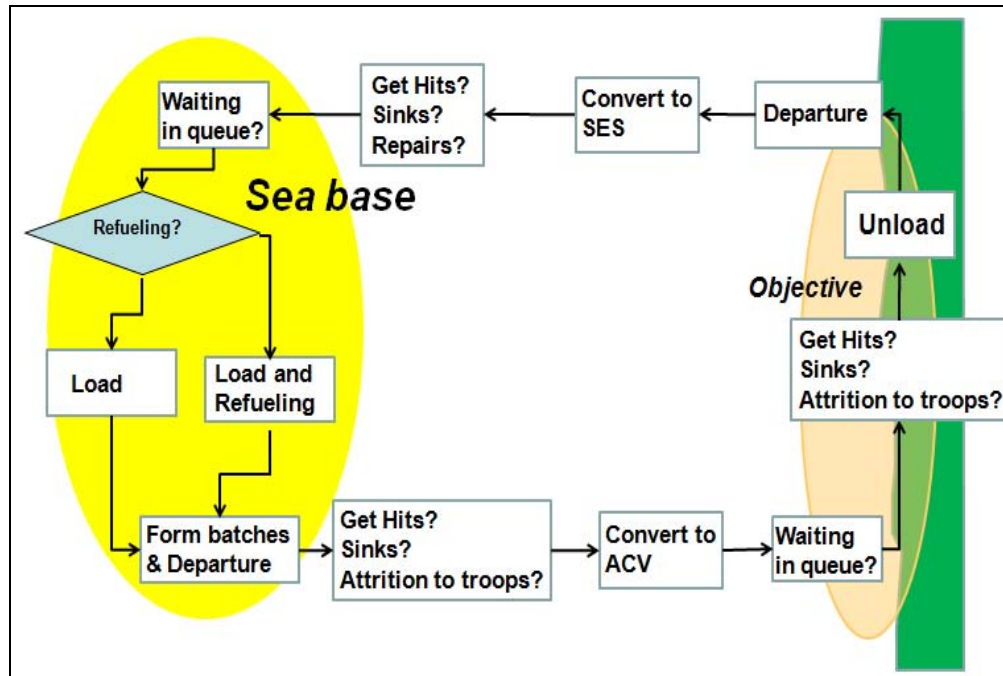 Waiting
in queue?
Get Hits?
Sinks?
Repairs?
Convert to
SES
Departure
Sea base
Refueling?
Unload
Objective
Get Hits?
Sinks?
Attrition to troops?
Load
Load and
Refueling
Form batches
& Departure
Get Hits?
Sinks?
Attrition to troops?
Convert to
ACV
Waiting
in queue?